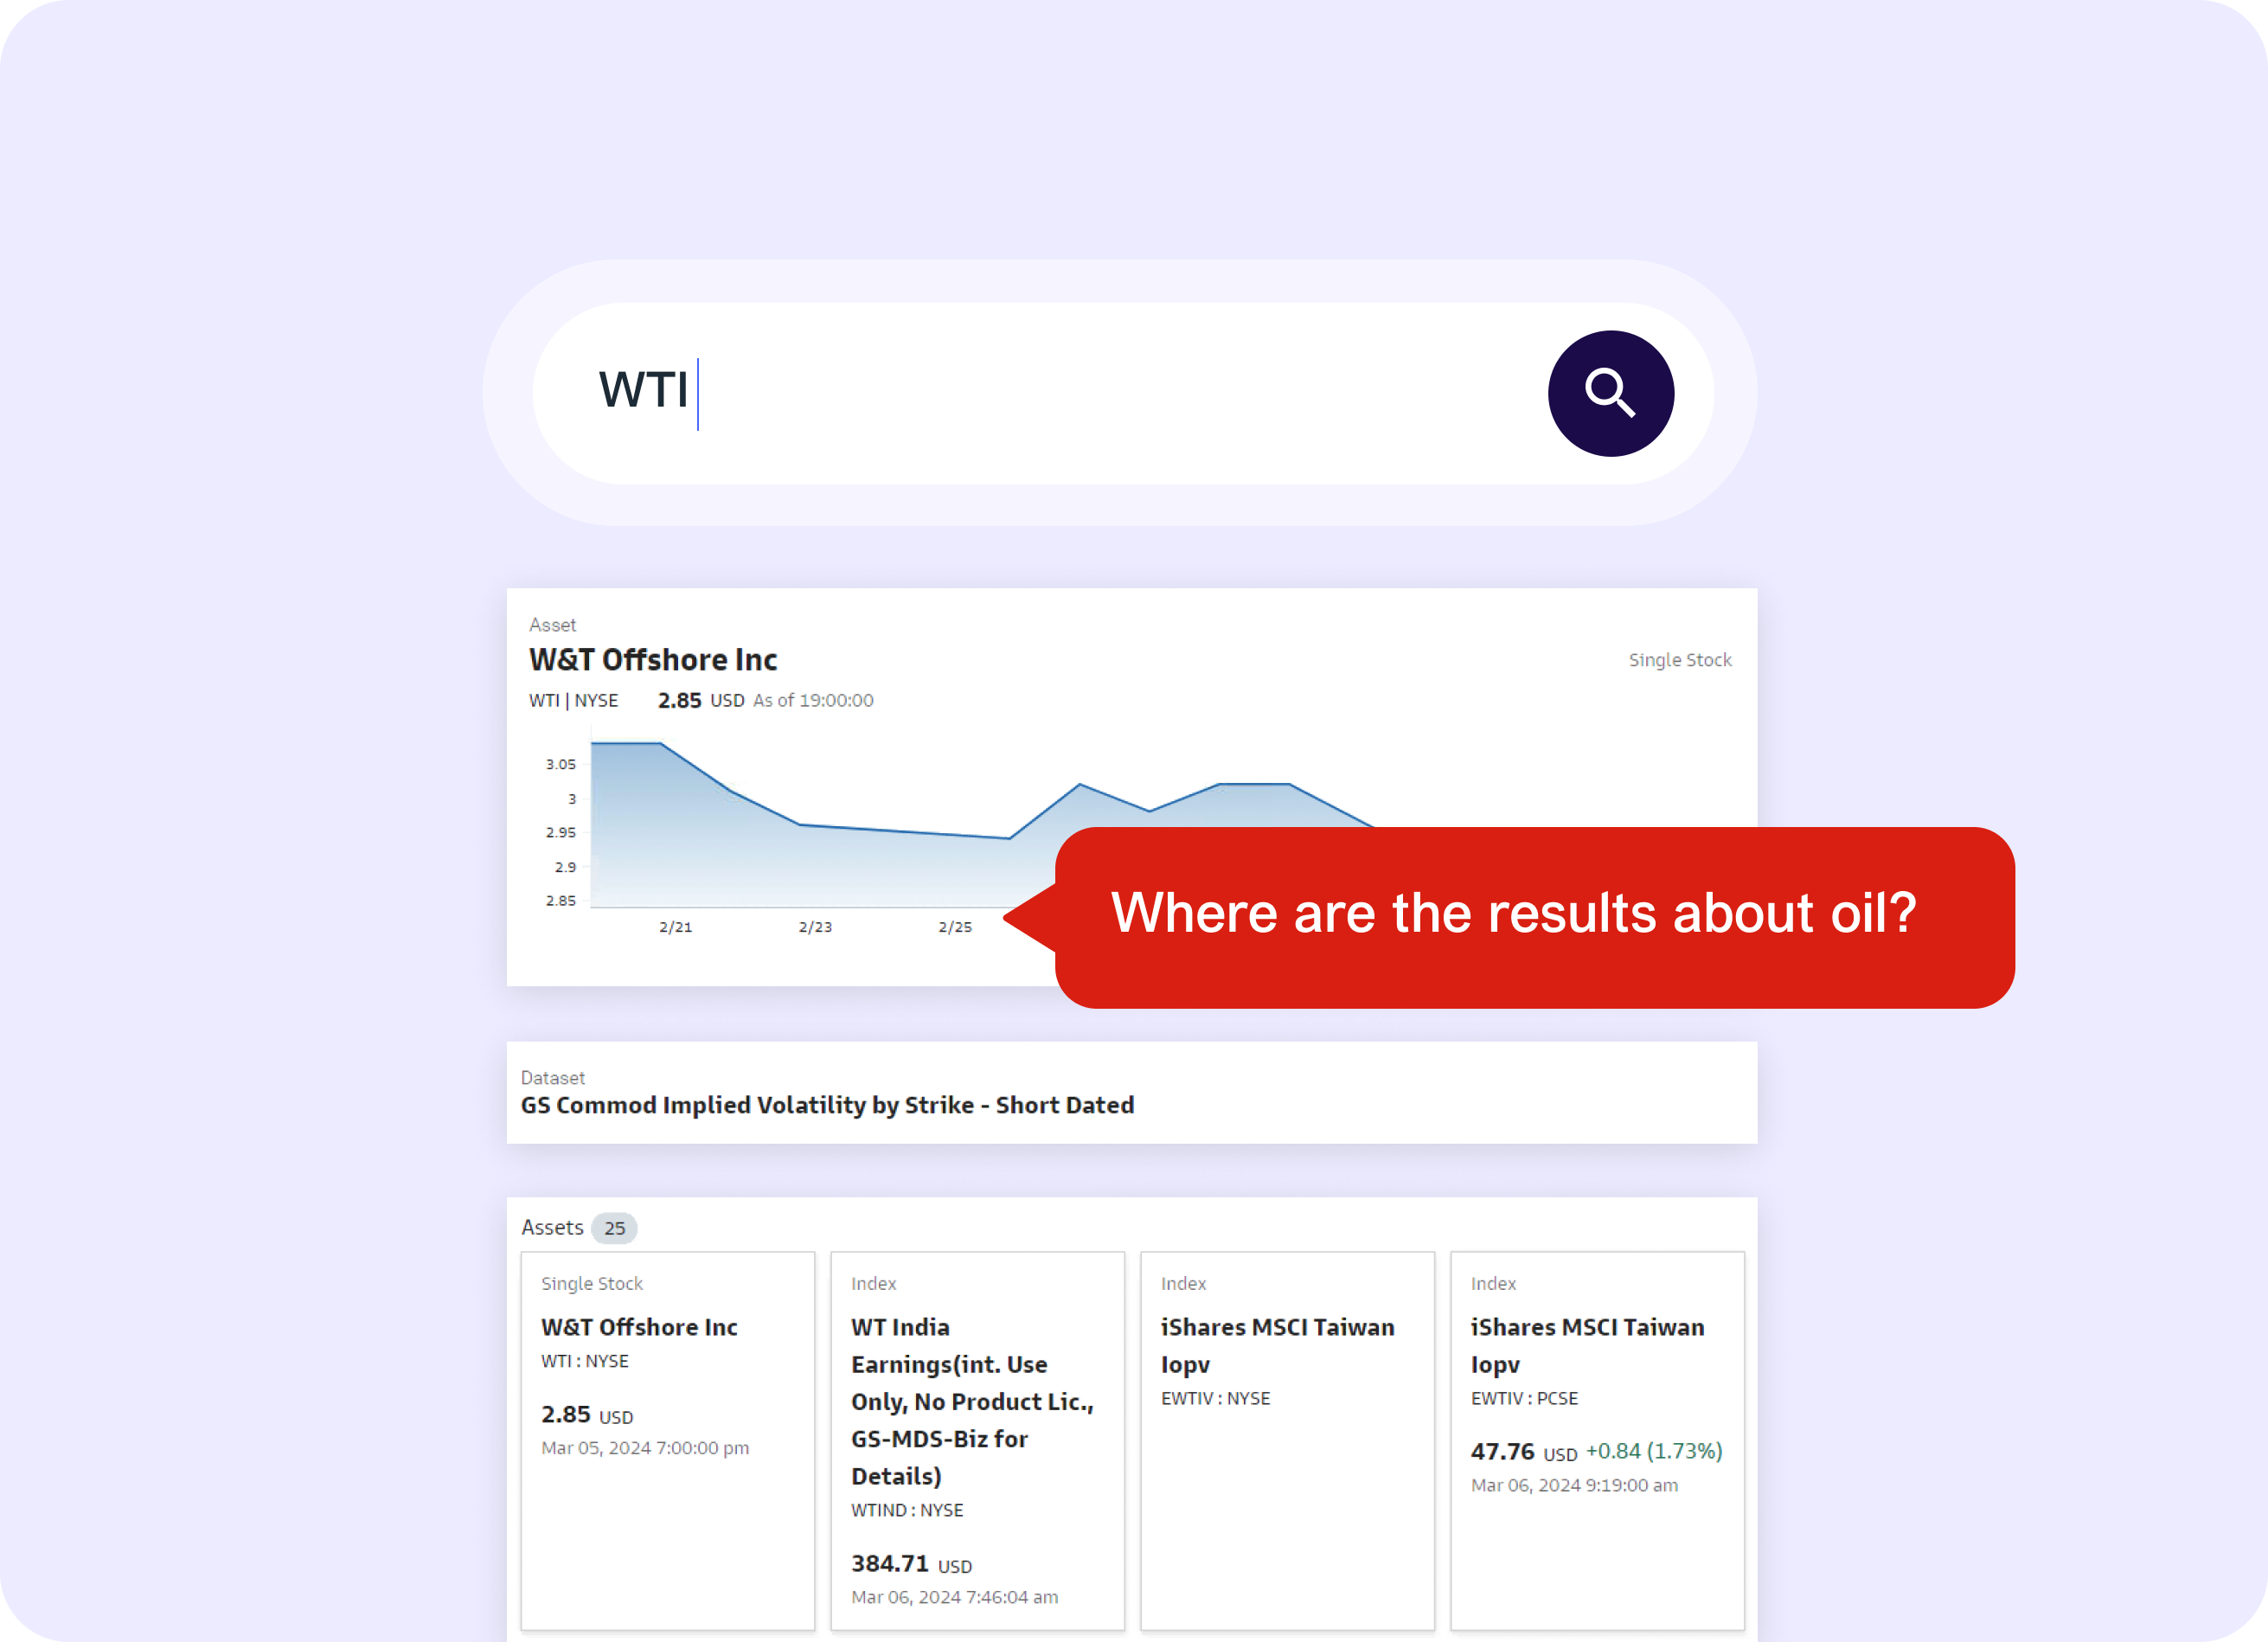 WTI
Asset
W&T Offshore Inc
Single Stock
WTI | NYSE 2.85 USD As of 19:00:00
3.05
3
2.95
2.9
2.85
2/21 2/23 2/25
Where are the results about oil?
Dataset
GS Commod Implied Volatility by Strike - Short Dated
Assets 25
Single Stock
W&T Offshore Inc
WTI : NYSE
2.85 USD
Mar 05, 2024 7:00:00 pm
Index
WT India
Earnings(int. Use
Only, No Product Lic.,
GS-MDS-Biz for
Details)
WTIND : NYSE
384.71 USD
Mar 06, 2024 7:46:04 am
Index
iShares MSCI Taiwan
Iopv
EWTIV : NYSE
Index
iShares MSCI Taiwan
Iopv
EWTIV : PCSE
47.76 USD +0.84 (1.73%)
Mar 06, 2024 9:19:00 am